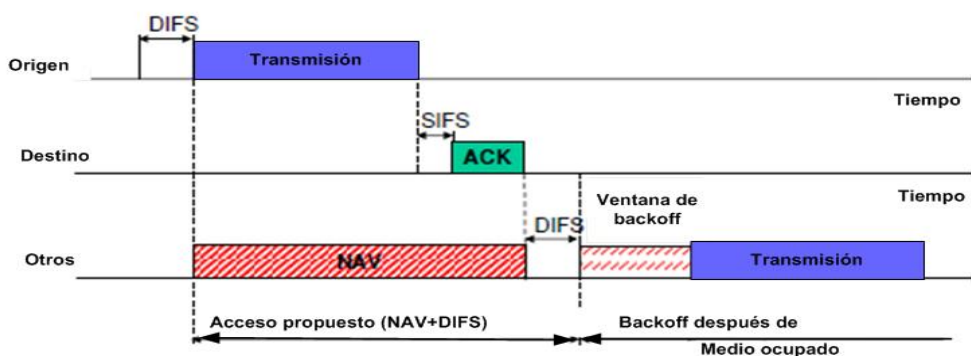 DIFS
Origen
Transmisión
Tiempo
SIFS
Destino
ACK
Tiempo
Ventana de
backoff
DIFS
Otros
NAV
Transmisión
Acceso propuesto (NAV+DIFS)
Backoff después de
Medio ocupado